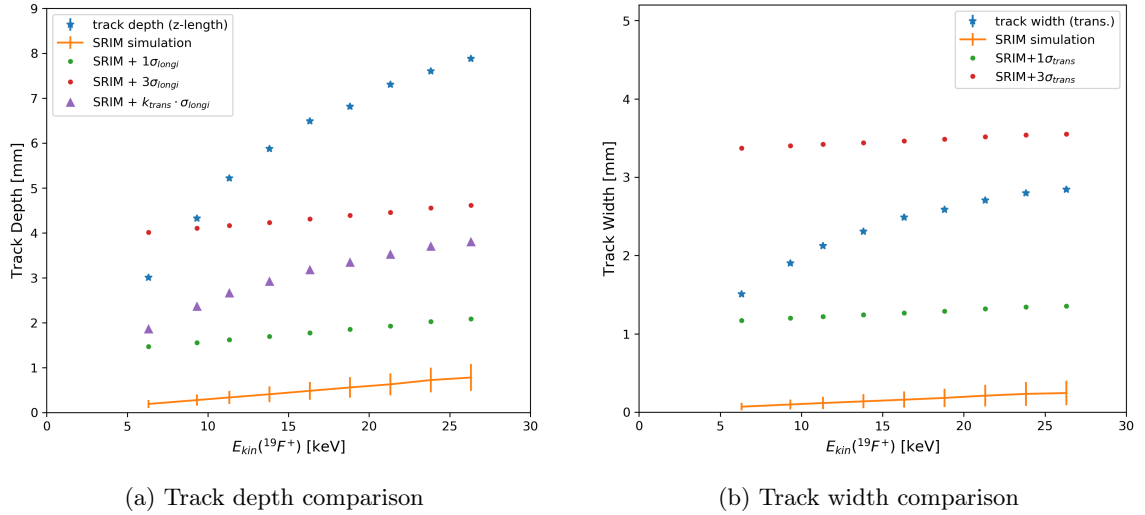 track depth (z-length)
SRIM simulation
SRIM + 1σ_longi
SRIM + 3σ_longi
SRIM + k_trans · σ_longi
9
8
7
6
5
4
3
2
1
0
Track Depth [mm]
0 5 10 15 20 25 30
E_kin(¹⁹F⁺) [keV]
(a) Track depth comparison
track width (trans.)
SRIM simulation
SRIM+1σ_trans
SRIM+3σ_trans
5
4
3
2
1
0
Track Width [mm]
0 5 10 15 20 25 30
E_kin(¹⁹F⁺) [keV]
(b) Track width comparison